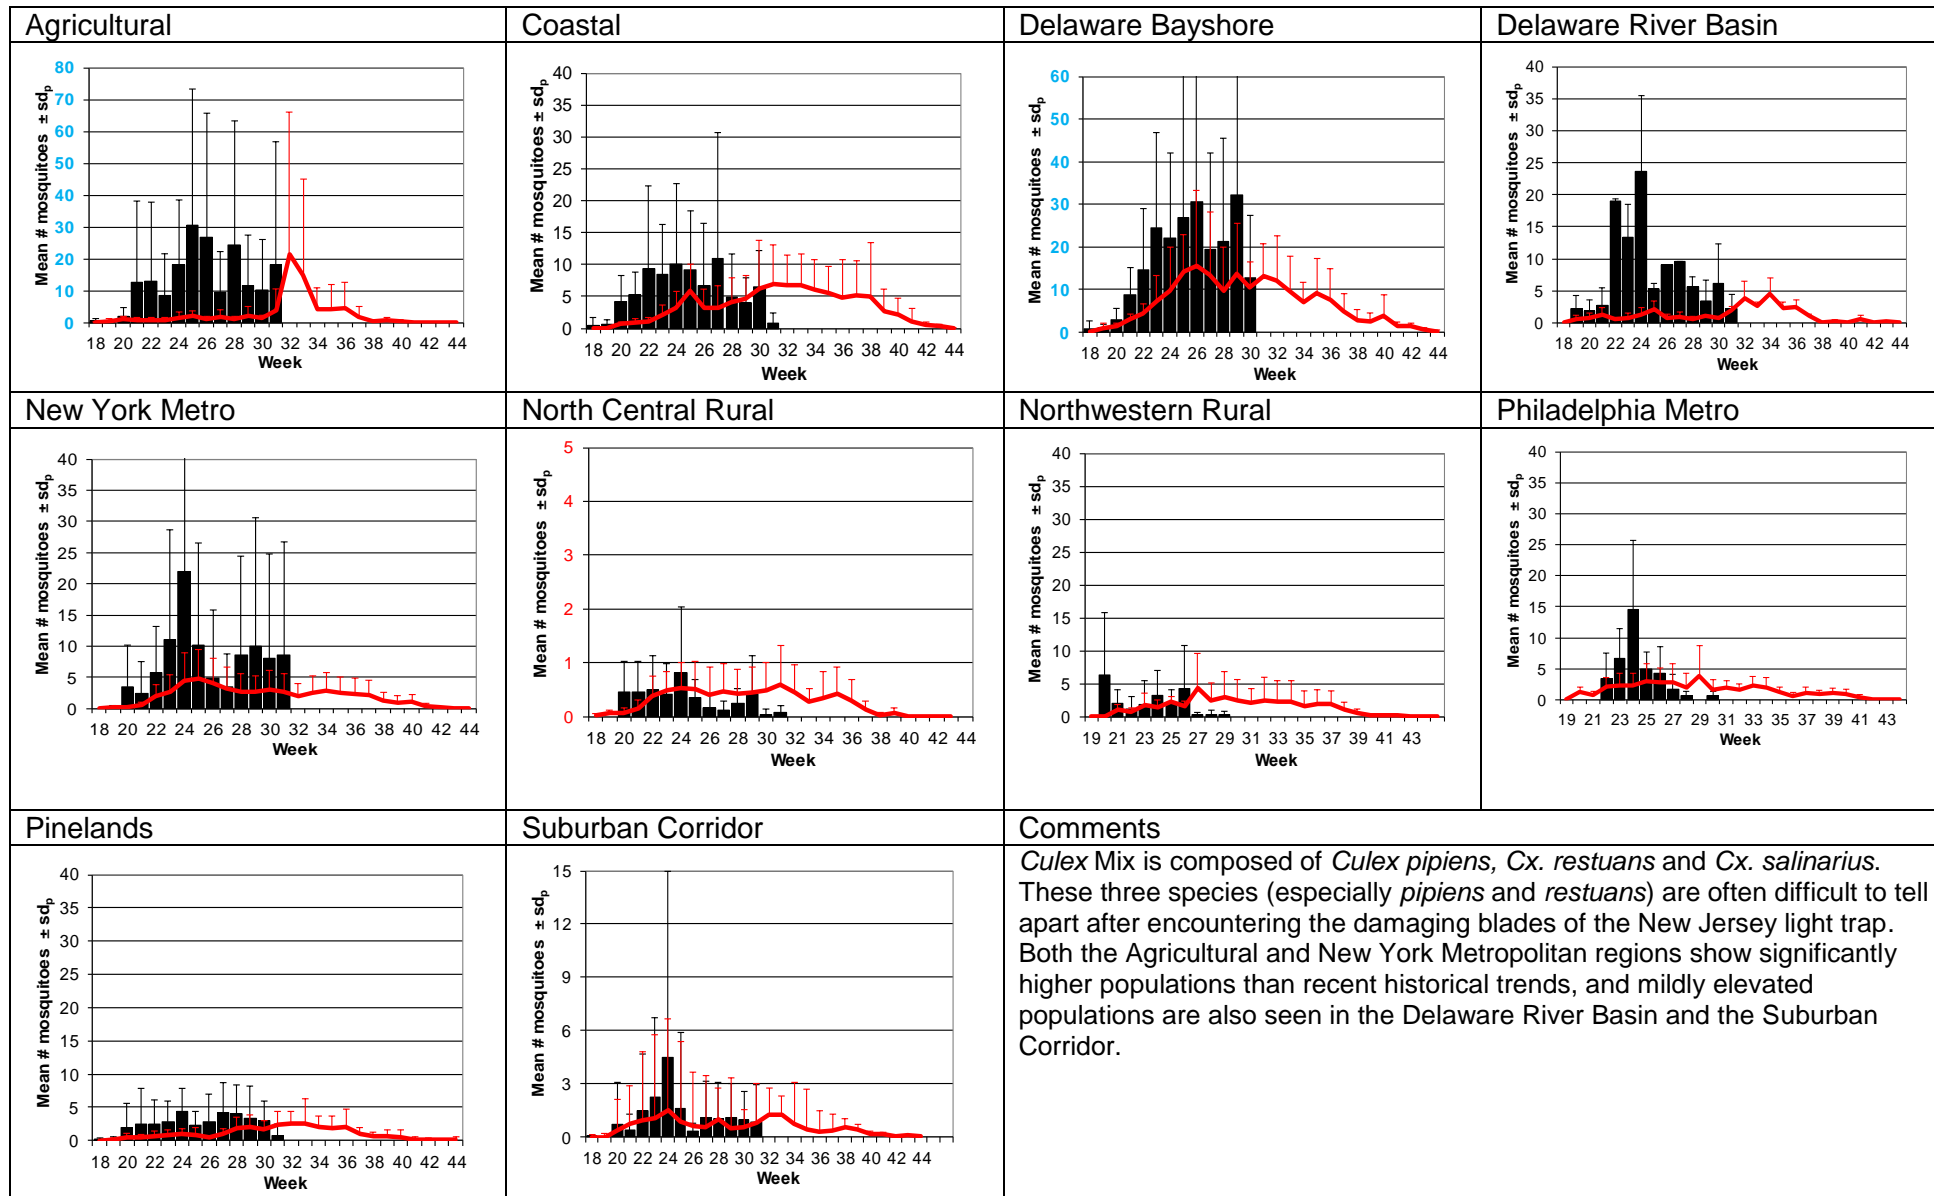 Agricultural
Coastal
Delaware Bayshore
Delaware River Basin
Mean # mosquitoes ± sdp
80
70
60
50
40
30
20
10
0
18 20 22 24 26 28 30 32 34 36 38 40 42 44
Week
Mean # mosquitoes ± sdp
40
35
30
25
20
15
10
5
0
18 20 22 24 26 28 30 32 34 36 38 40 42 44
Week
Mean # mosquitoes ± sdp
60
50
40
30
20
10
0
18 20 22 24 26 28 30 32 34 36 38 40 42 44
Week
Mean # mosquitoes ± sdp
40
35
30
25
20
15
10
5
0
18 20 22 24 26 28 30 32 34 36 38 40 42 44
Week
New York Metro
North Central Rural
Northwestern Rural
Philadelphia Metro
Mean # mosquitoes ± sdp
40
35
30
25
20
15
10
5
0
18 20 22 24 26 28 30 32 34 36 38 40 42 44
Week
Mean # mosquitoes ± sdp
5
4
3
2
1
0
18 20 22 24 26 28 30 32 34 36 38 40 42 44
Week
Mean # mosquitoes ± sdp
40
35
30
25
20
15
10
5
0
19 21 23 25 27 29 31 33 35 37 39 41 43
Week
Mean # mosquitoes ± sdp
40
35
30
25
20
15
10
5
0
19 21 23 25 27 29 31 33 35 37 39 41 43
Week
Pinelands
Suburban Corridor
Comments
Mean # mosquitoes ± sdp
40
35
30
25
20
15
10
5
0
18 20 22 24 26 28 30 32 34 36 38 40 42 44
Week
Mean # mosquitoes ± sdp
15
12
9
6
3
0
18 20 22 24 26 28 30 32 34 36 38 40 42 44
Week
Culex Mix is composed of Culex pipiens, Cx. restuans and Cx. salinarius.
These three species (especially pipiens and restuans) are often difficult to tell
apart after encountering the damaging blades of the New Jersey light trap.
Both the Agricultural and New York Metropolitan regions show significantly
higher populations than recent historical trends, and mildly elevated
populations are also seen in the Delaware River Basin and the Suburban
Corridor.